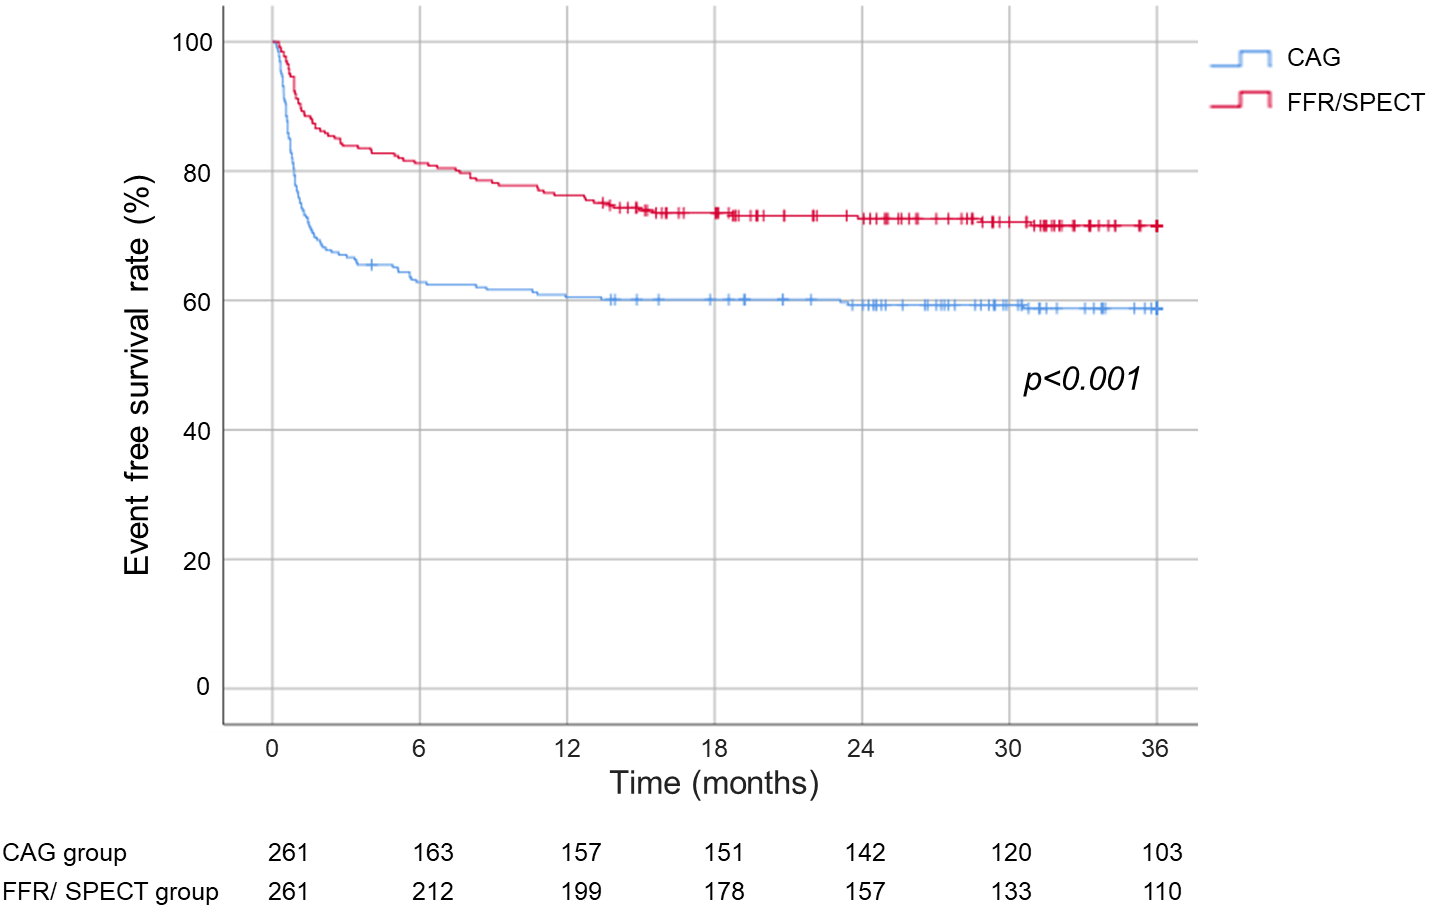 100
80
60
40
20
0
Event free survival rate (%)
0 6 12 18 24 30 36
Time (months)
CAG
FFR/SPECT
p<0.001
CAG group 261 163 157 151 142 120 103
FFR/ SPECT group 261 212 199 178 157 133 110